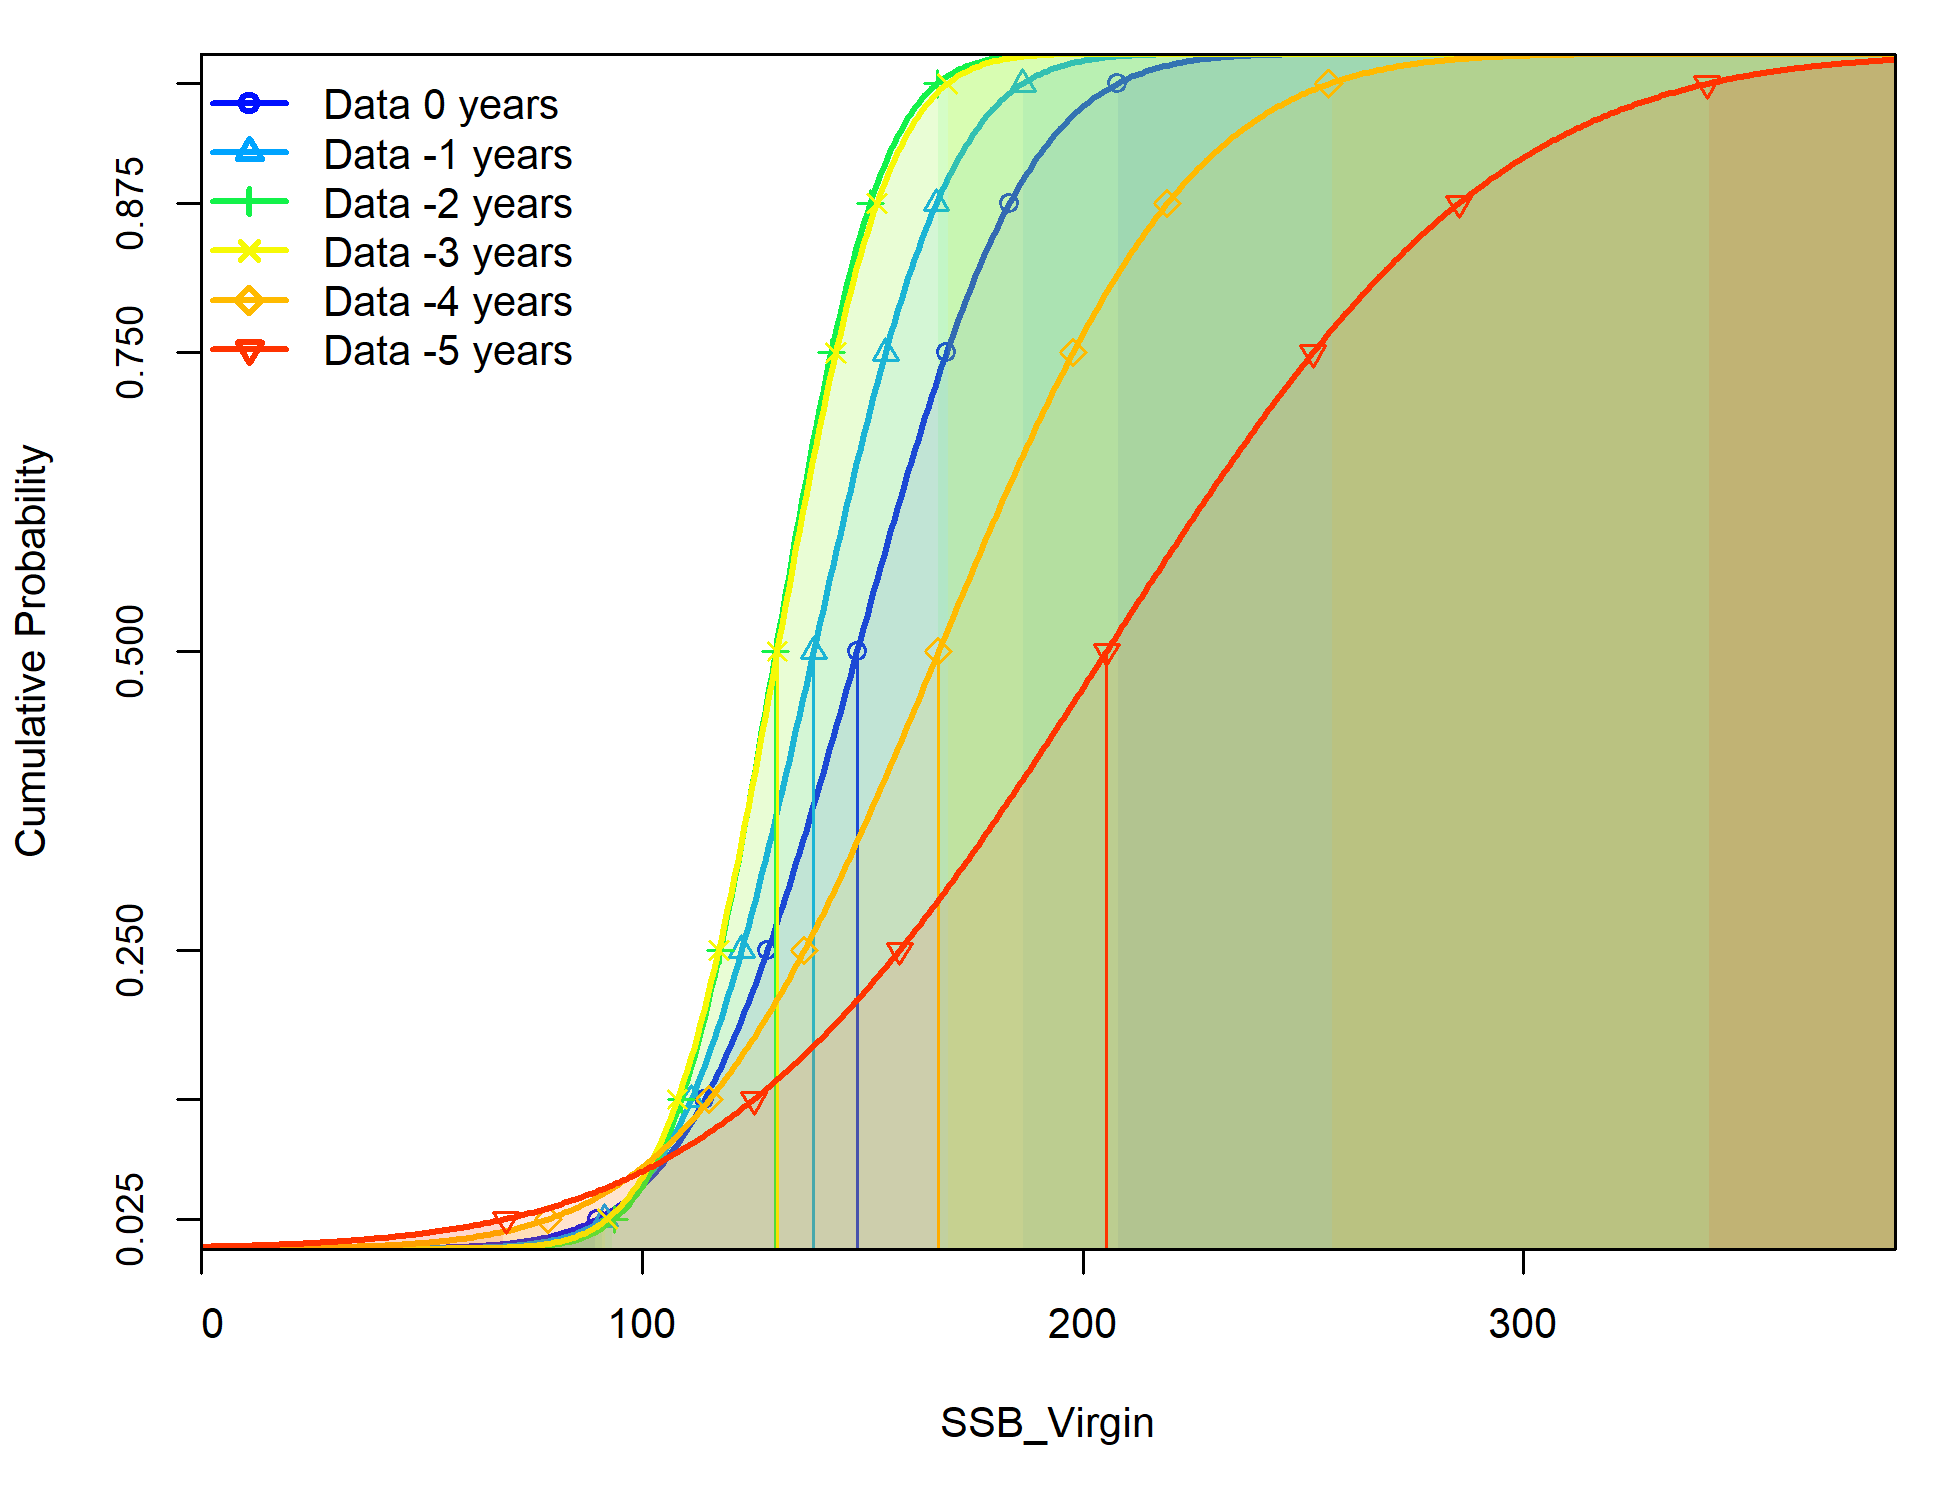 Data 0 years
Data -1 years
Data -2 years
Data -3 years
Data -4 years
Data -5 years
Cumulative Probability
0.875
0.750
0.500
0.250
0.025
0 100 200 300
SSB_Virgin